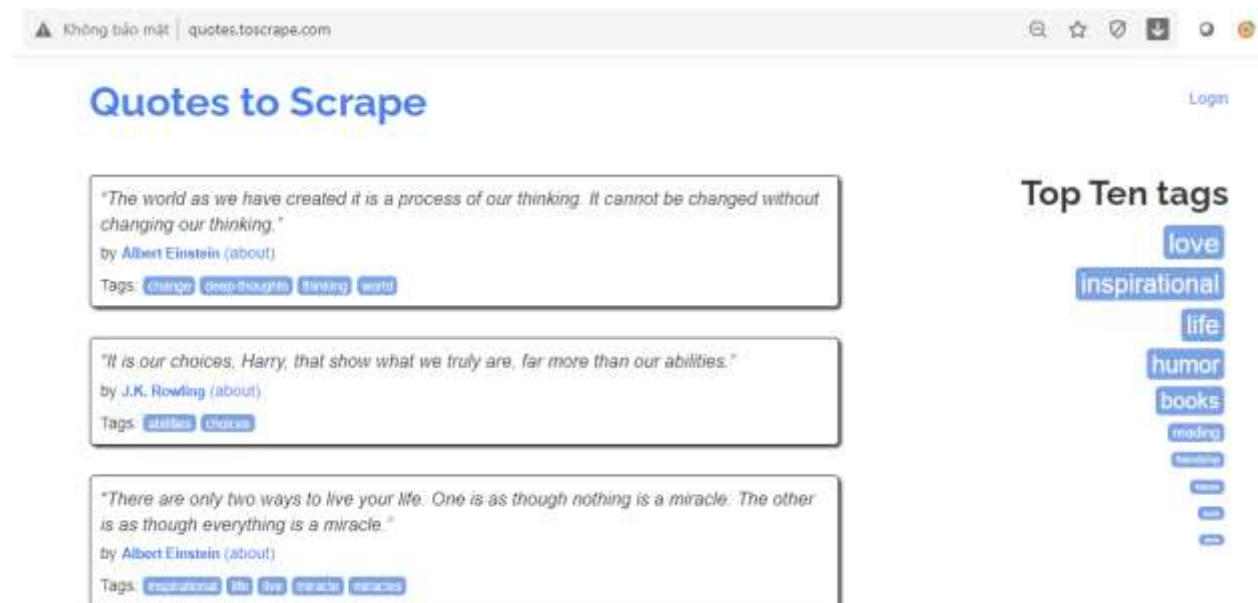 Không bảo mật | quotes.toscrape.com
Quotes to Scrape
Login
“The world as we have created it is a process of our thinking. It cannot be changed without
changing our thinking.”
by Albert Einstein (about)
Tags: change deep-thoughts thinking world
“It is our choices, Harry, that show what we truly are, far more than our abilities.”
by J.K. Rowling (about)
Tags: abilities choices
“There are only two ways to live your life. One is as though nothing is a miracle. The other
is as though everything is a miracle.”
by Albert Einstein (about)
Tags: inspirational life live miracle miracles
Top Ten tags
love
inspirational
life
humor
books
reading
friendship